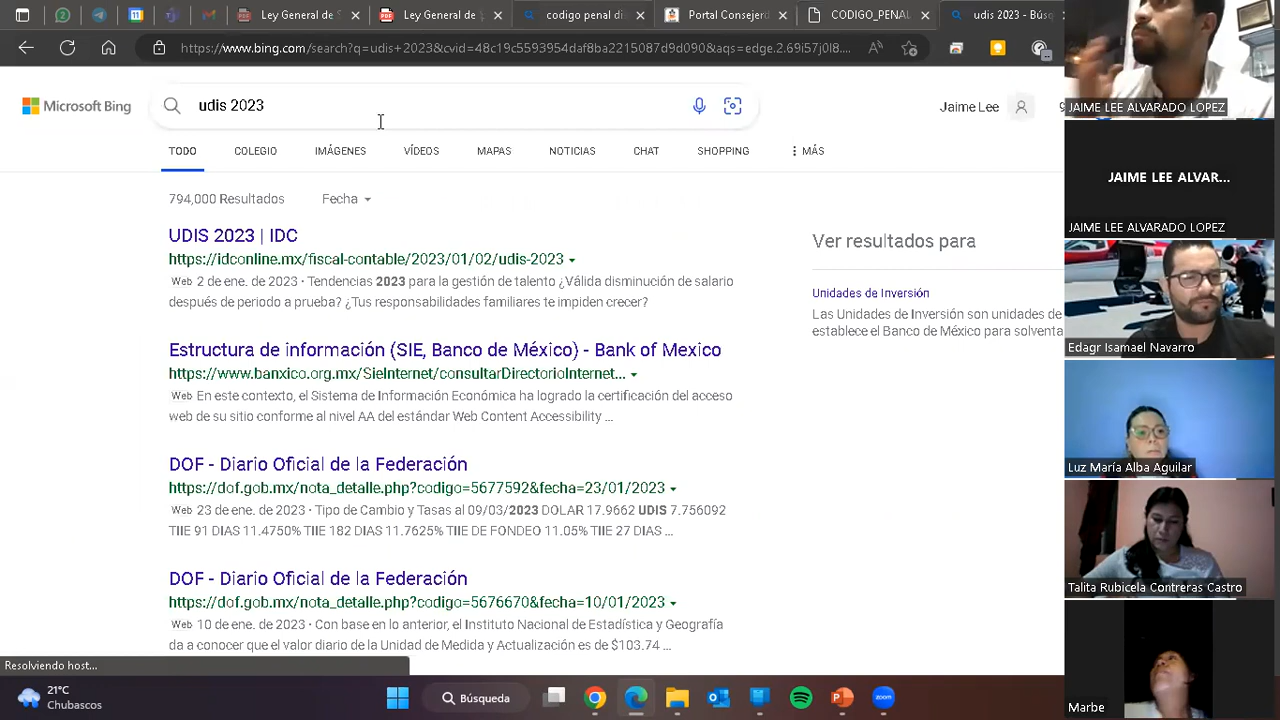 Ley General de S
Ley General de
codigo penal dis
Portal Consejerí
CODIGO_PENAL
udis 2023 - Búsq
https://www.bing.com/search?q=udis+2023&cvid=48c19c5593954daf8ba2215087d9d090&aqs=edge.2.69i57j0l8....
Microsoft Bing
udis 2023
Jaime Lee
9
TODO
COLEGIO
IMÁGENES
VÍDEOS
MAPAS
NOTICIAS
CHAT
SHOPPING
MÁS
794,000 Resultados
Fecha
UDIS 2023 | IDC
https://idconline.mx/fiscal-contable/2023/01/02/udis-2023
Web 2 de ene. de 2023 · Tendencias 2023 para la gestión de talento ¿Válida disminución de salario
después de periodo a prueba? ¿Tus responsabilidades familiares te impiden crecer?
Estructura de información (SIE, Banco de México) - Bank of Mexico
https://www.banxico.org.mx/SieInternet/consultarDirectorioInternet...
Web En este contexto, el Sistema de Información Económica ha logrado la certificación del acceso
web de su sitio conforme al nivel AA del estándar Web Content Accessibility ...
DOF - Diario Oficial de la Federación
https://dof.gob.mx/nota_detalle.php?codigo=5677592&fecha=23/01/2023
Web 23 de ene. de 2023 · Tipo de Cambio y Tasas al 09/03/2023 DOLAR 17.9662 UDIS 7.756092
TIIE 91 DIAS 11.4750% TIIE 182 DIAS 11.7625% TIIE DE FONDEO 11.05% TIIE 27 DIAS ...
DOF - Diario Oficial de la Federación
https://dof.gob.mx/nota_detalle.php?codigo=5676670&fecha=10/01/2023
Web 10 de ene. de 2023 · Con base en lo anterior, el Instituto Nacional de Estadística y Geografía
da a conocer que el valor diario de la Unidad de Medida y Actualización es de $103.74 ...
Ver resultados para
Unidades de Inversión
Las Unidades de Inversión son unidades de
establece el Banco de México para solventa
Resolviendo host...
21°C
Chubascos
Búsqueda
JAIME LEE ALVARADO LOPEZ
JAIME LEE ALVAR...
JAIME LEE ALVARADO LOPEZ
Edagr Isamael Navarro
Luz María Alba Aguilar
Talita Rubicela Contreras Castro
Marbe